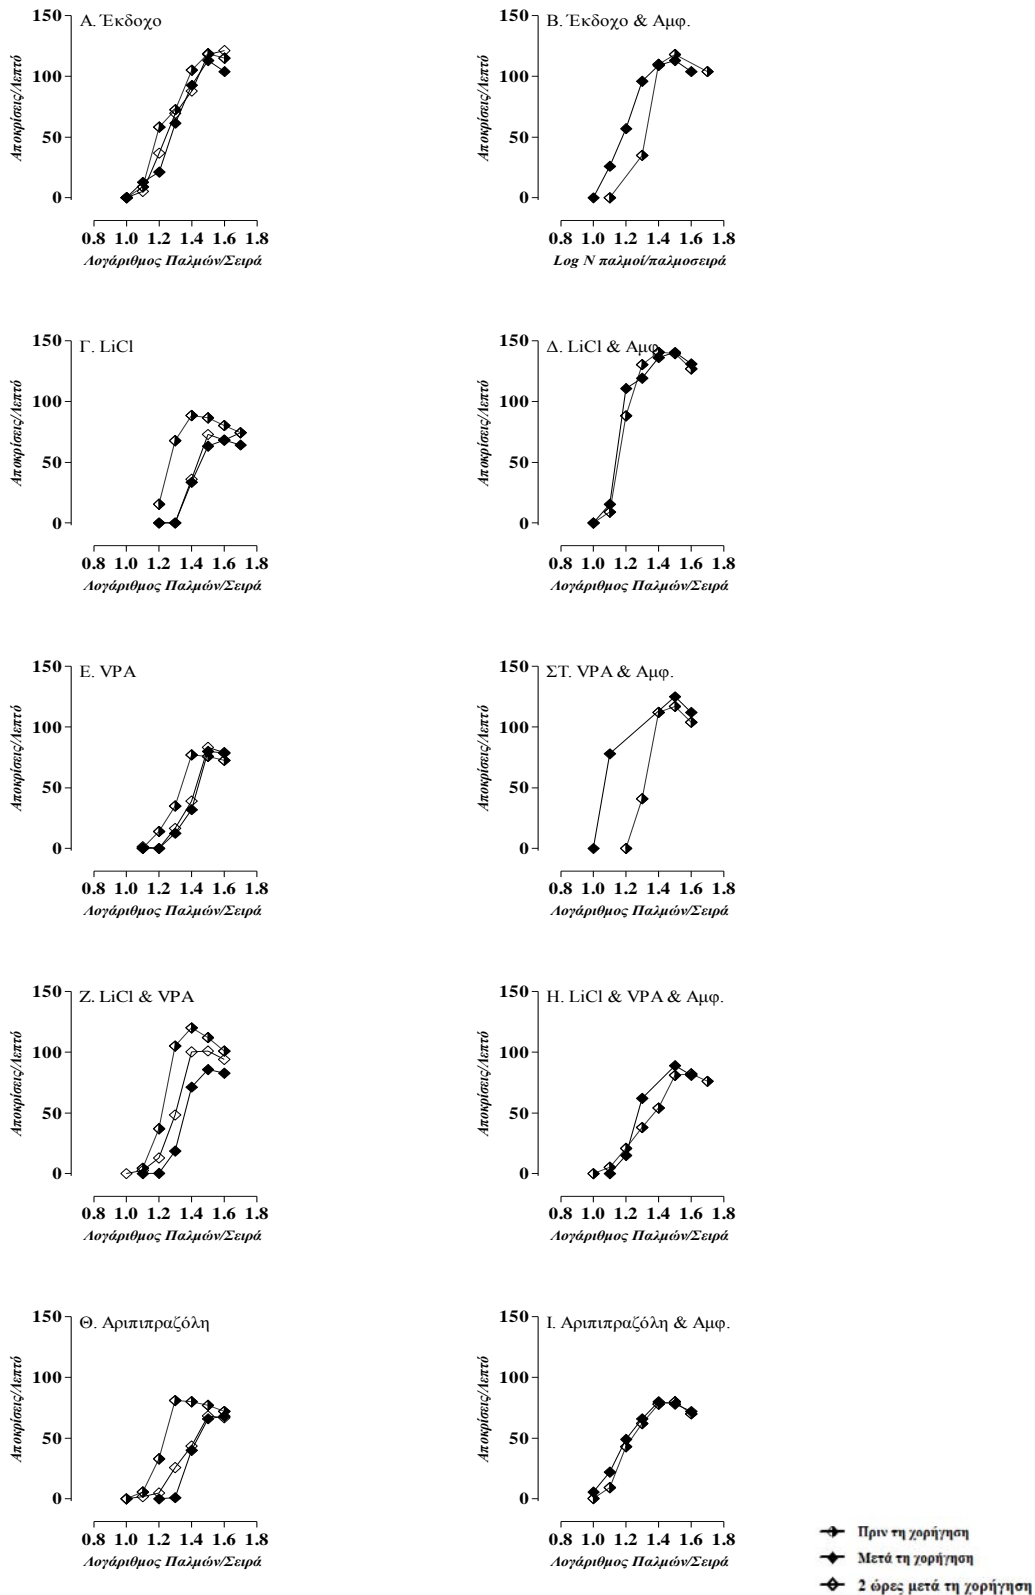 Α. Έκδοχο
150
100
50
0
Αποκρίσεις/Λεπτό
0.8 1.0 1.2 1.4 1.6 1.8
Λογάριθμος Παλμών/Σειρά
Β. Έκδοχο & Αμφ.
150
100
50
0
Αποκρίσεις/Λεπτό
0.8 1.0 1.2 1.4 1.6 1.8
Log N παλμοί/παλμοσειρά
Γ. LiCl
150
100
50
0
Αποκρίσεις/Λεπτό
0.8 1.0 1.2 1.4 1.6 1.8
Λογάριθμος Παλμών/Σειρά
Δ. LiCl & Αμφ.
150
100
50
0
Αποκρίσεις/Λεπτό
0.8 1.0 1.2 1.4 1.6 1.8
Λογάριθμος Παλμών/Σειρά
Ε. VPA
150
100
50
0
Αποκρίσεις/Λεπτό
0.8 1.0 1.2 1.4 1.6 1.8
Λογάριθμος Παλμών/Σειρά
ΣΤ. VPA & Αμφ.
150
100
50
0
Αποκρίσεις/Λεπτό
0.8 1.0 1.2 1.4 1.6 1.8
Λογάριθμος Παλμών/Σειρά
Ζ. LiCl & VPA
150
100
50
0
Αποκρίσεις/Λεπτό
0.8 1.0 1.2 1.4 1.6 1.8
Λογάριθμος Παλμών/Σειρά
Η. LiCl & VPA & Αμφ.
150
100
50
0
Αποκρίσεις/Λεπτό
0.8 1.0 1.2 1.4 1.6 1.8
Λογάριθμος Παλμών/Σειρά
Θ. Αριπιπραζόλη
150
100
50
0
Αποκρίσεις/Λεπτό
0.8 1.0 1.2 1.4 1.6 1.8
Λογάριθμος Παλμών/Σειρά
Ι. Αριπιπραζόλη & Αμφ.
150
100
50
0
Αποκρίσεις/Λεπτό
0.8 1.0 1.2 1.4 1.6 1.8
Λογάριθμος Παλμών/Σειρά
Πριν τη χορήγηση
Μετά τη χορήγηση
2 ώρες μετά τη χορήγηση